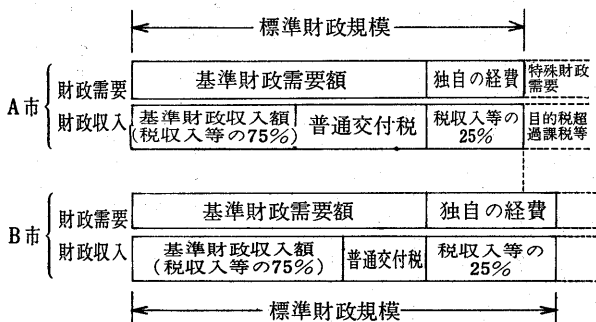 標準財政規模
A市
財政需要
基準財政需要額
独自の経費
特殊財政
需要
財政収入
基準財政収入額
(税収入等の75%)
普通交付税
税収入等の
25%
目的税超
過課税等
B市
財政需要
基準財政需要額
独自の経費
財政収入
基準財政収入額
(税収入等の75%)
普通交付税
税収入等の
25%
標準財政規模